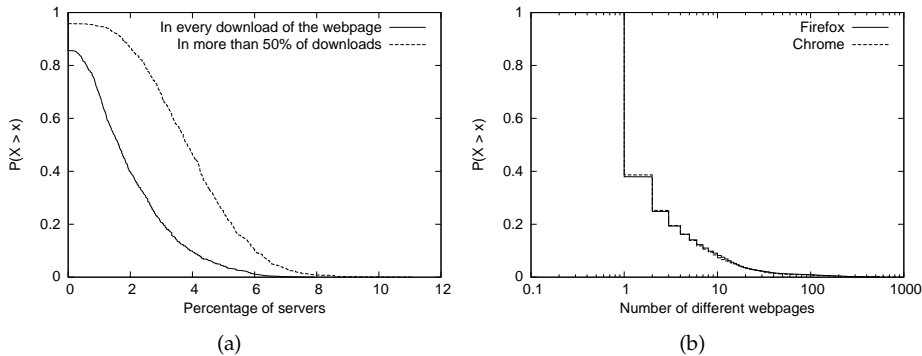 In every download of the webpage
In more than 50% of downloads
P(X > x)
1
0.8
0.6
0.4
0.2
0
0 2 4 6 8 10 12
Percentage of servers
(a)
Firefox
Chrome
P(X > x)
1
0.8
0.6
0.4
0.2
0
0.1 1 10 100 1000
Number of different webpages
(b)